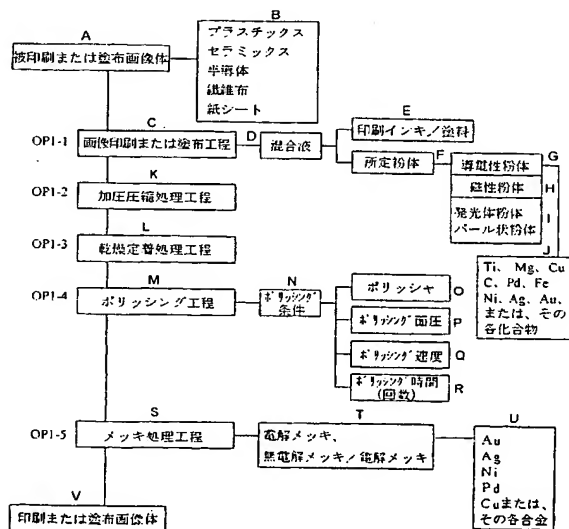 A
被印刷または塗布画像体
B
プラスチックス
セラミックス
半導体
繊維布
紙シート
OP1-1
C
画像印刷または塗布工程
D
混合液
E
印刷インキ/塗料
所定粉体
F
導電性粉体
G
磁性粉体
H
発光体粉体
パール状粉体
I
J
Ti、Mg、Cu
C、Pd、Fe
Ni、Ag、Au、
または、その
各化合物
OP1-2
K
加圧圧縮処理工程
OP1-3
L
乾燥定着処理工程
OP1-4
M
ポリッシング工程
N
ポリッシング
条件
ポリッシャ
O
ポリッシング面圧
P
ポリッシング速度
Q
ポリッシング時間
(回数)
R
OP1-5
S
メッキ処理工程
T
電解メッキ、
無電解メッキ/電解メッキ
U
Au
Ag
Ni
Pd
Cuまたは、
その各合金
V
印刷または塗布画像体